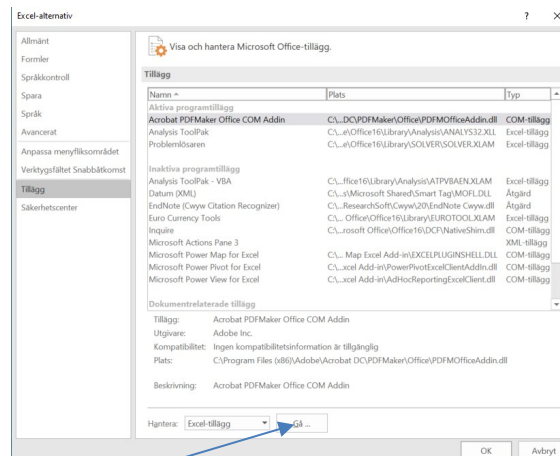 Excel-alternativ ? X
Allmänt
Formler
Språkkontroll
Spara
Språk
Avancerat
Anpassa menyfliksområdet
Verktygsfältet Snabbåtkomst
Tillägg
Säkerhetscenter
Visa och hantera Microsoft Office-tillägg.
Tillägg
Namn Plats Typ
Aktiva programtillägg
Acrobat PDFMaker Office COM Addin C:\...DC\PDFMaker\Office\PDFMOfficeAddin.dll COM-tillägg
Analysis ToolPak C:\...e\Office16\Library\Analysis\ANALYS32.XLL Excel-tillägg
Problemlösaren C:\...e\Office16\Library\SOLVER\SOLVER.XLAM Excel-tillägg
Inaktiva programtillägg
Analysis ToolPak - VBA C:\...ffice16\Library\Analysis\ATPVBAEN.XLAM Excel-tillägg
Datum (XML) C:\...s\Microsoft Shared\Smart Tag\MOFL.DLL Åtgärd
EndNote (Cwyw Citation Recognizer) C:\...ResearchSoft\Cwyw\20\EndNote Cwyw.dll Åtgärd
Euro Currency Tools C:\... Office\Office16\Library\EUROTOOL.XLAM Excel-tillägg
Inquire C:\...rosoft Office\Office16\DCF\NativeShim.dll COM-tillägg
Microsoft Actions Pane 3 XML-tillägg
Microsoft Power Map for Excel C:\... Map Excel Add-in\EXCELPLUGINSHELL.DLL COM-tillägg
Microsoft Power Pivot for Excel C:\...xcel Add-in\PowerPivotExcelClientAddIn.dll COM-tillägg
Microsoft Power View for Excel C:\...xcel Add-in\AdHocReportingExcelClient.dll COM-tillägg
Dokumentrelaterade tillägg
Tillägg: Acrobat PDFMaker Office COM Addin
Utgivare: Adobe Inc.
Kompatibilitet: Ingen kompatibilitetsinformation är tillgänglig
Plats: C:\Program Files (x86)\Adobe\Acrobat DC\PDFMaker\Office\PDFMOfficeAddin.dll
Beskrivning: Acrobat PDFMaker Office COM Addin
Hantera: Excel-tillägg Gå ...
OK Avbryt